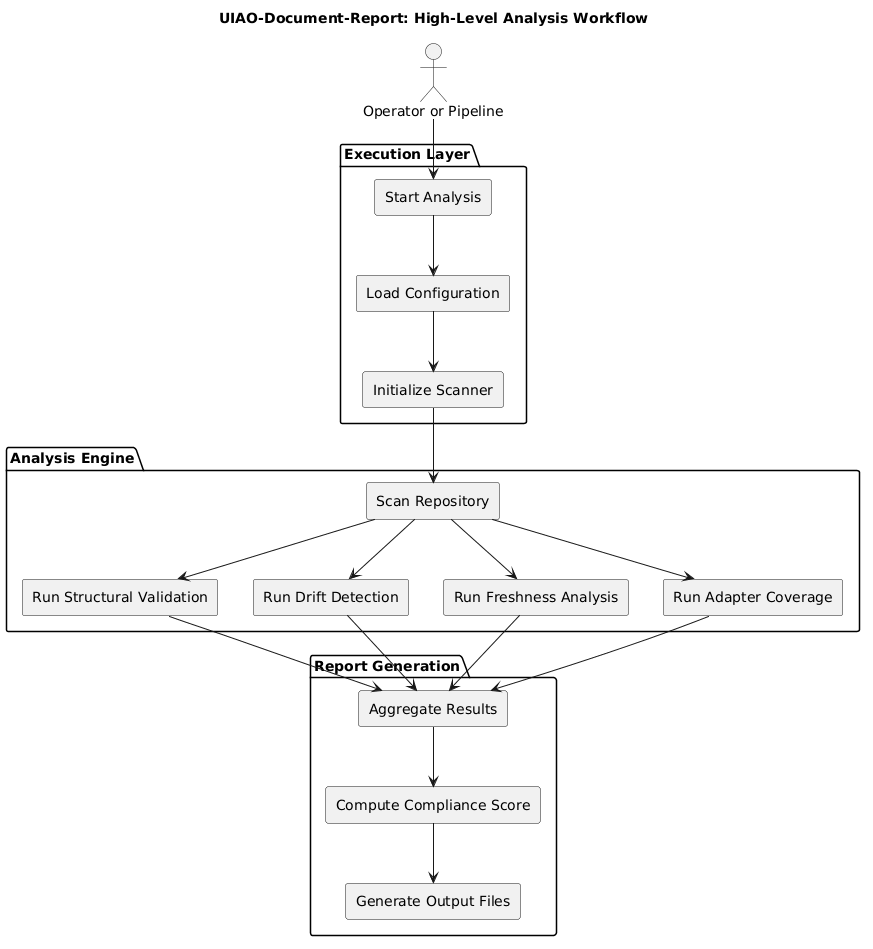 UIAO-Document-Report: High-Level Analysis Workflow
Operator or Pipeline
Execution Layer
Start Analysis
Load Configuration
Initialize Scanner
Analysis Engine
Scan Repository
Run Structural Validation
Run Drift Detection
Run Freshness Analysis
Run Adapter Coverage
Report Generation
Aggregate Results
Compute Compliance Score
Generate Output Files